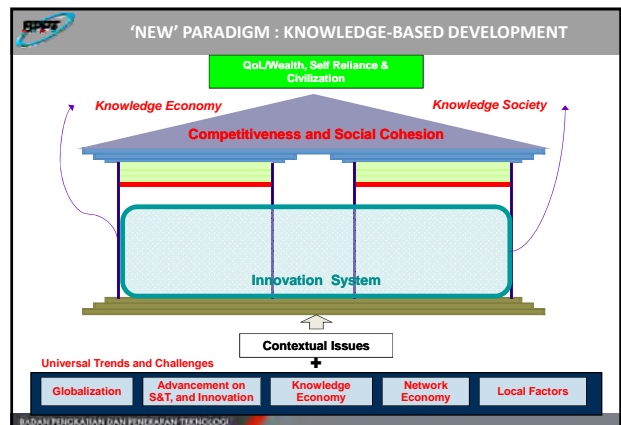 BPPT
'NEW' PARADIGM : KNOWLEDGE-BASED DEVELOPMENT
QoL/Wealth, Self Reliance &
Civilization
Knowledge Economy
Knowledge Society
Competitiveness and Social Cohesion
Innovation System
Contextual Issues
+
Universal Trends and Challenges
Globalization
Advancement on
S&T, and Innovation
Knowledge
Economy
Network
Economy
Local Factors
BADAN PENGKAJIAN DAN PENERAPAN TEKNOLOGI